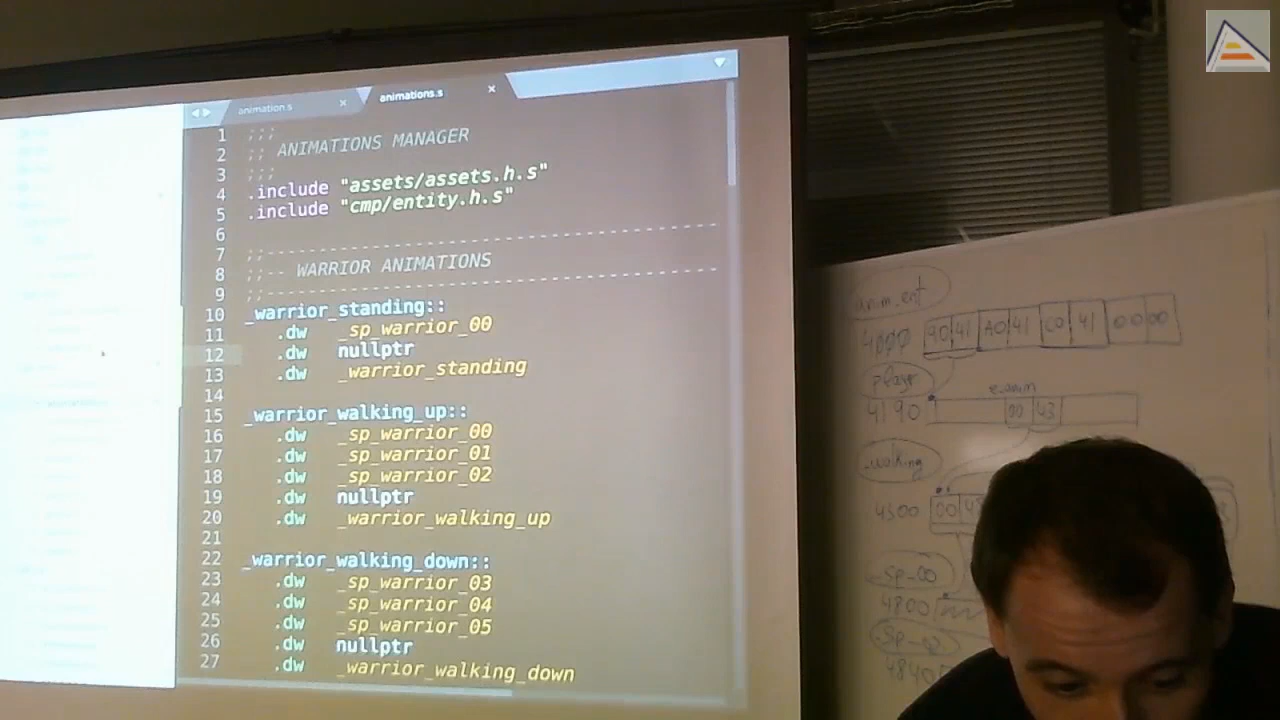 animation.s × animations.s ×
1 ;;;
2 ;; ANIMATIONS MANAGER
3 ;;;
4 .include "assets/assets.h.s"
5 .include "cmp/entity.h.s"
6
7 ;;-----------------------------------------------
8 ;;-- WARRIOR ANIMATIONS
9 ;;-----------------------------------------------
10 _warrior_standing::
11 .dw _sp_warrior_00
12 .dw nullptr
13 .dw _warrior_standing
14
15 _warrior_walking_up::
16 .dw _sp_warrior_00
17 .dw _sp_warrior_01
18 .dw _sp_warrior_02
19 .dw nullptr
20 .dw _warrior_walking_up
21
22 _warrior_walking_down::
23 .dw _sp_warrior_03
24 .dw _sp_warrior_04
25 .dw _sp_warrior_05
26 .dw nullptr
27 .dw _warrior_walking_down
anim_ent
4000 90 41 A0 41 C0 41 00 00
player
e_anim
4190 00 43
_walking
4300 00
_sp_00
4800
4840